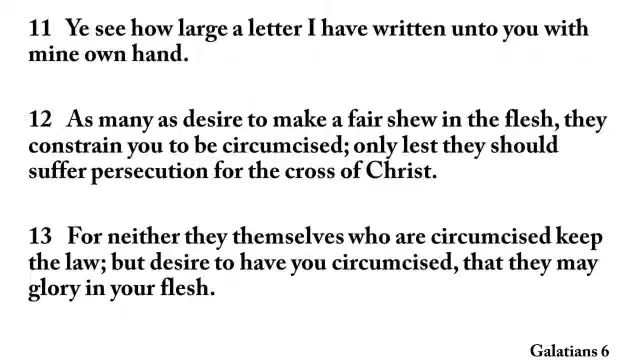 11 Ye see how large a letter I have written unto you with
mine own hand.
12 As many as desire to make a fair shew in the flesh, they
constrain you to be circumcised; only lest they should
suffer persecution for the cross of Christ.
13 For neither they themselves who are circumcised keep
the law; but desire to have you circumcised, that they may
glory in your flesh.
Galatians 6